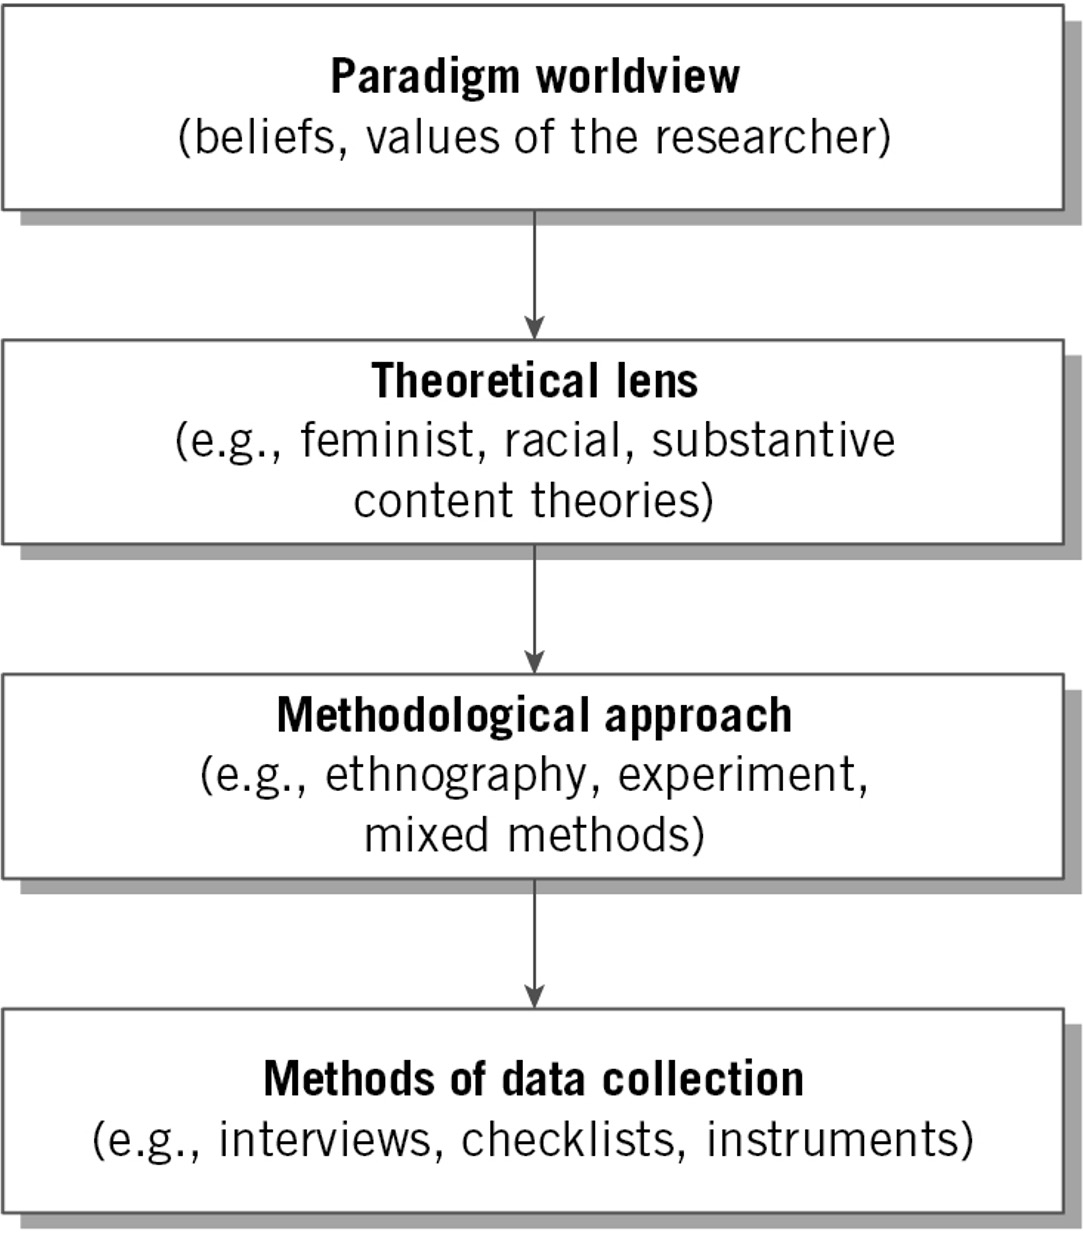 Paradigm worldview
(beliefs, values of the researcher)
Theoretical lens
(e.g., feminist, racial, substantive
content theories)
Methodological approach
(e.g., ethnography, experiment,
mixed methods)
Methods of data collection
(e.g., interviews, checklists, instruments)